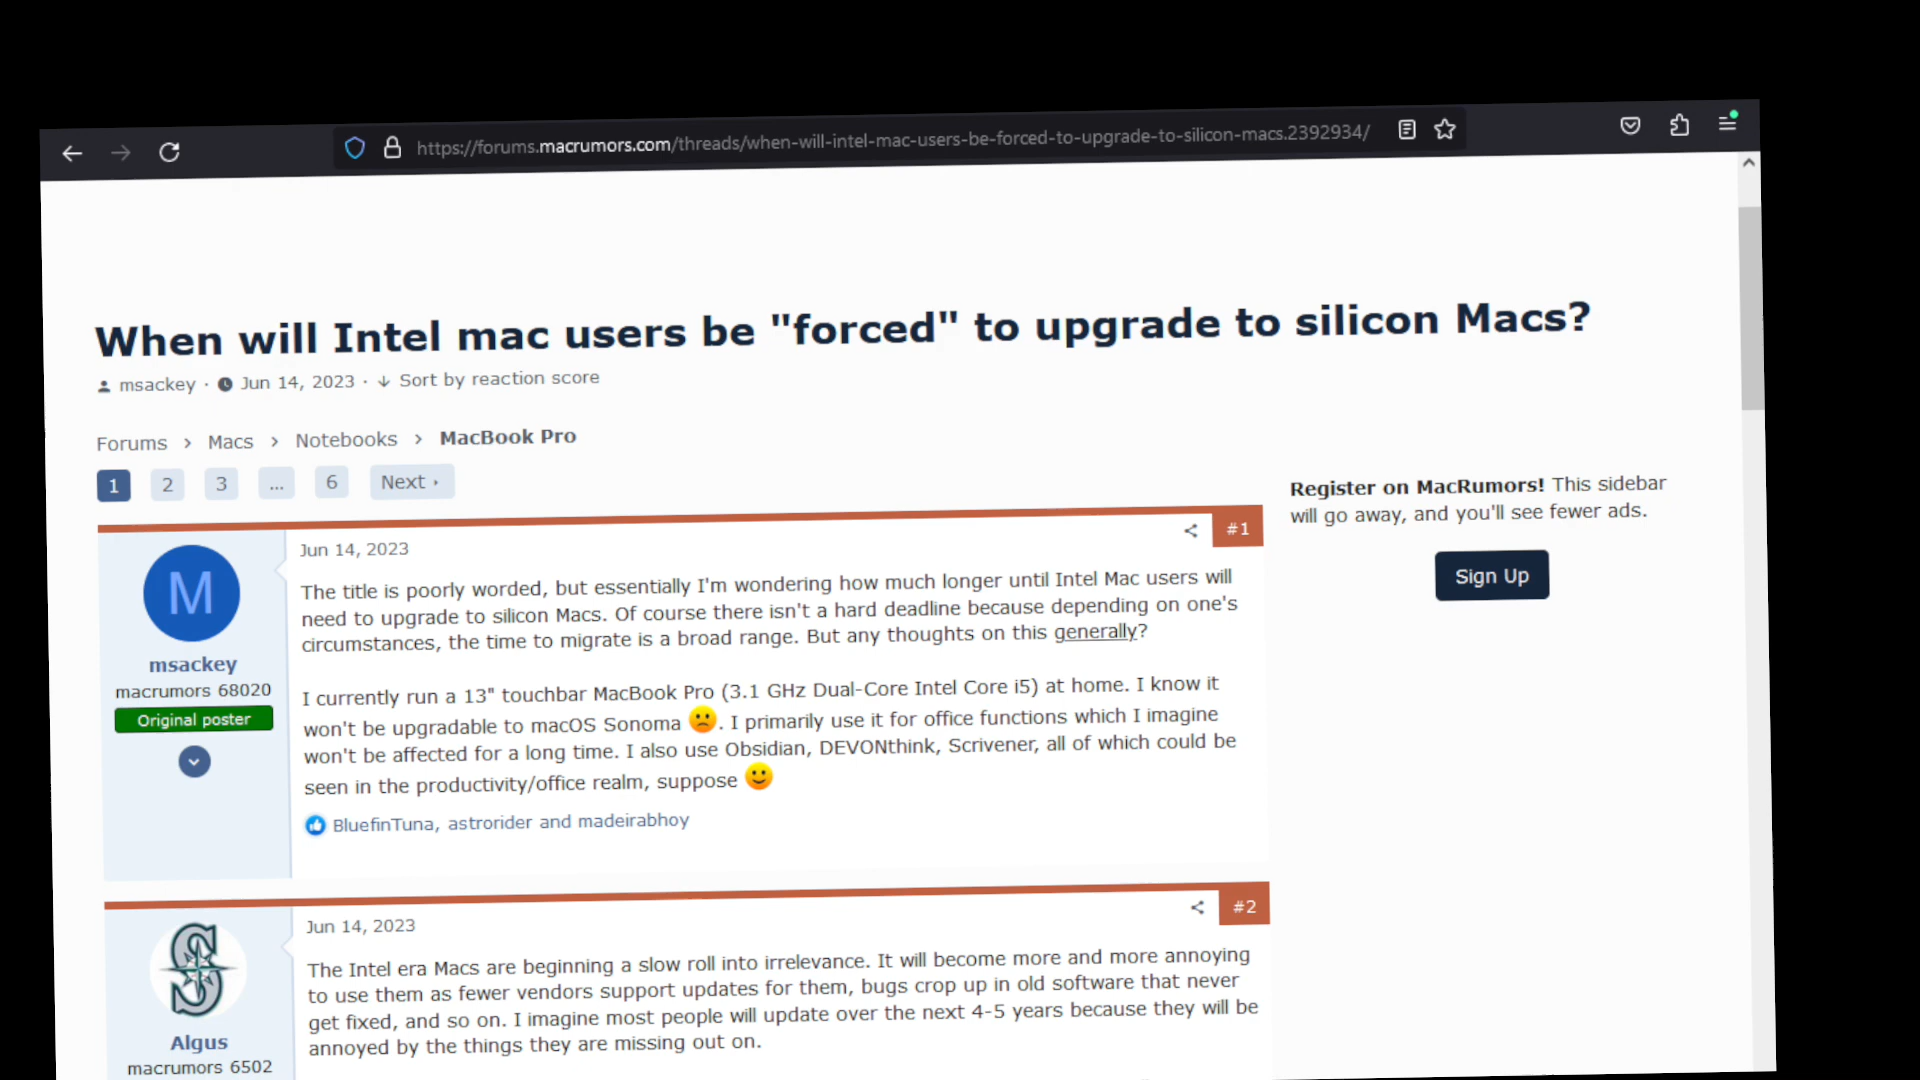 https://forums.macrumors.com/threads/when-will-intel-mac-users-be-forced-to-upgrade-to-silicon-macs.2392934/
When will Intel mac users be "forced" to upgrade to silicon Macs?
msackey · Jun 14, 2023 · Sort by reaction score
Forums > Macs > Notebooks > MacBook Pro
1 2 3 ... 6 Next
Register on MacRumors! This sidebar
will go away, and you'll see fewer ads.
Sign Up
Jun 14, 2023 #1
M
msackey
macrumors 68020
Original poster
The title is poorly worded, but essentially I'm wondering how much longer until Intel Mac users will
need to upgrade to silicon Macs. Of course there isn't a hard deadline because depending on one's
circumstances, the time to migrate is a broad range. But any thoughts on this generally?
I currently run a 13" touchbar MacBook Pro (3.1 GHz Dual-Core Intel Core i5) at home. I know it
won't be upgradable to macOS Sonoma 🙁. I primarily use it for office functions which I imagine
won't be affected for a long time. I also use Obsidian, DEVONthink, Scrivener, all of which could be
seen in the productivity/office realm, suppose 🙂
BluefinTuna, astrorider and madeirabhoy
Jun 14, 2023 #2
S
Algus
macrumors 6502
The Intel era Macs are beginning a slow roll into irrelevance. It will become more and more annoying
to use them as fewer vendors support updates for them, bugs crop up in old software that never
get fixed, and so on. I imagine most people will update over the next 4-5 years because they will be
annoyed by the things they are missing out on.